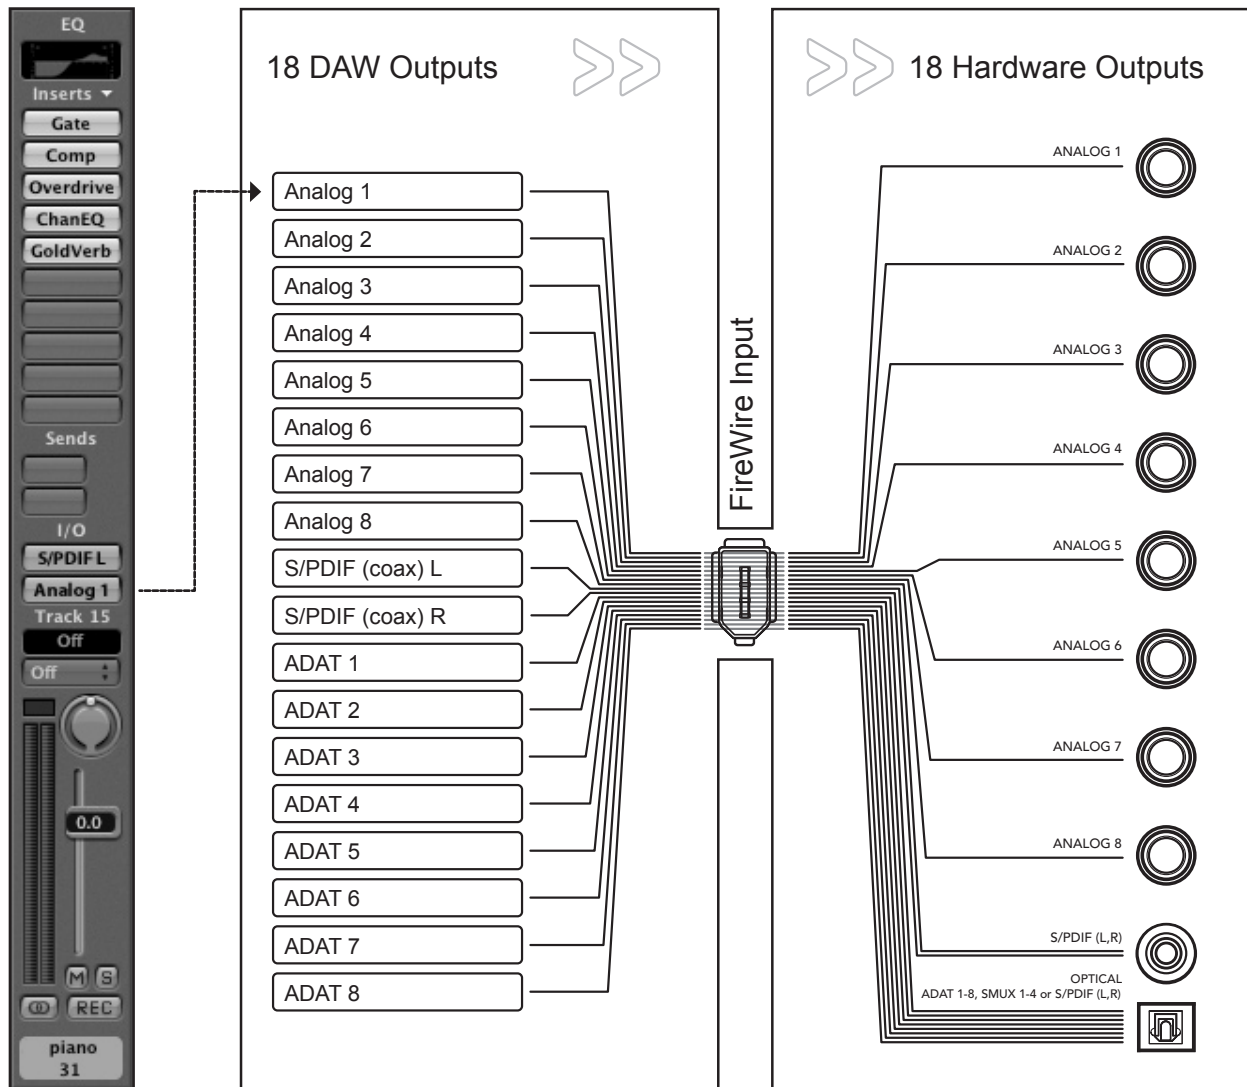 EQ
Inserts
Gate
Comp
Overdrive
ChanEQ
GoldVerb
Sends
I/O
S/PDIF L
Analog 1
Track 15
Off
Off
0.0
M S
REC
piano
31
18 DAW Outputs
Analog 1
Analog 2
Analog 3
Analog 4
Analog 5
Analog 6
Analog 7
Analog 8
S/PDIF (coax) L
S/PDIF (coax) R
ADAT 1
ADAT 2
ADAT 3
ADAT 4
ADAT 5
ADAT 6
ADAT 7
ADAT 8
FireWire Input
18 Hardware Outputs
ANALOG 1
ANALOG 2
ANALOG 3
ANALOG 4
ANALOG 5
ANALOG 6
ANALOG 7
ANALOG 8
S/PDIF (L,R)
OPTICAL
ADAT 1-8, SMUX 1-4 or S/PDIF (L,R)